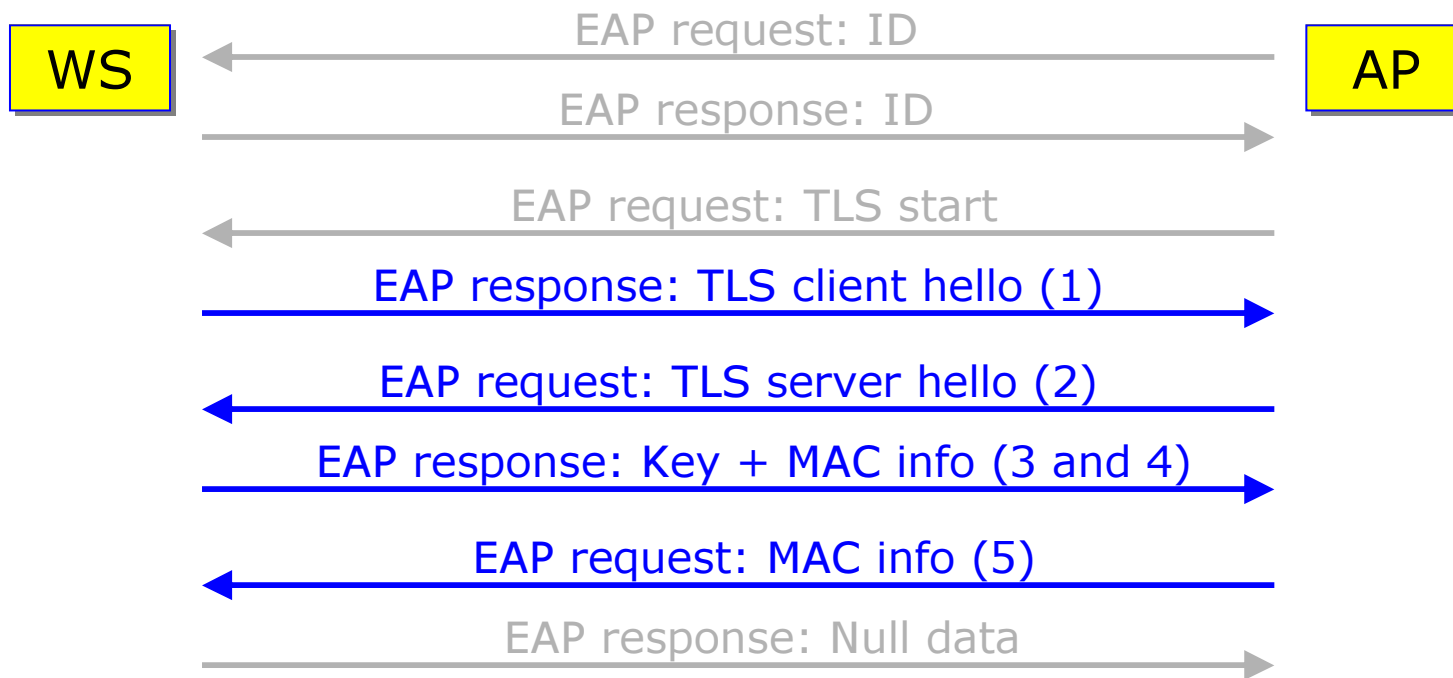 EAP request: ID
WS
AP
EAP response: ID
EAP request: TLS start
EAP response: TLS client hello (1)
EAP request: TLS server hello (2)
EAP response: Key + MAC info (3 and 4)
EAP request: MAC info (5)
EAP response: Null data